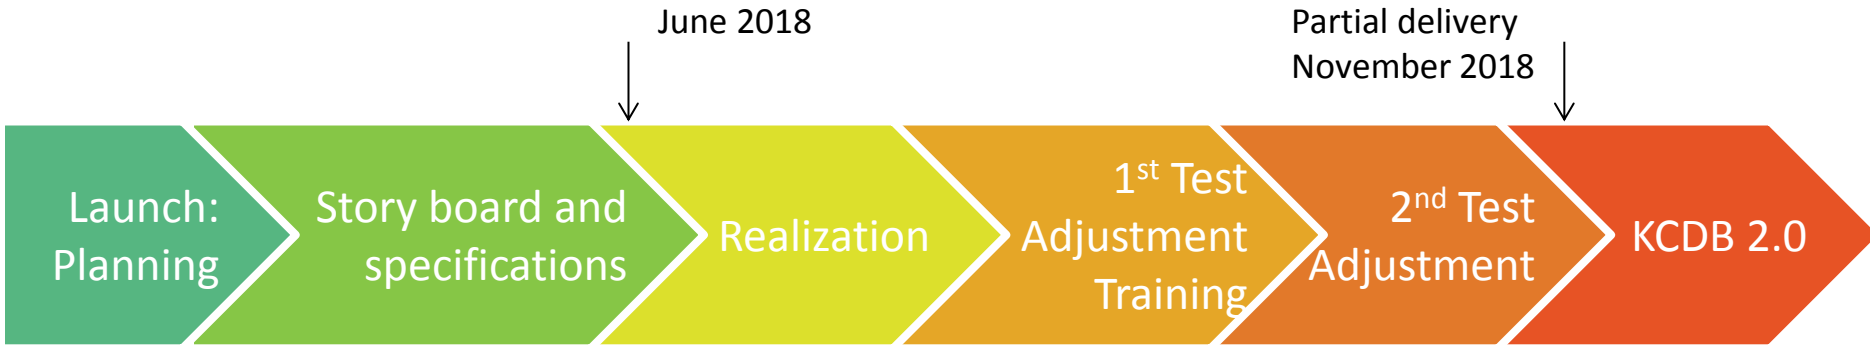 June 2018
Partial delivery
November 2018
Launch:
Planning
Story board and
specifications
Realization
1st Test
Adjustment
Training
2nd Test
Adjustment
KCDB 2.0